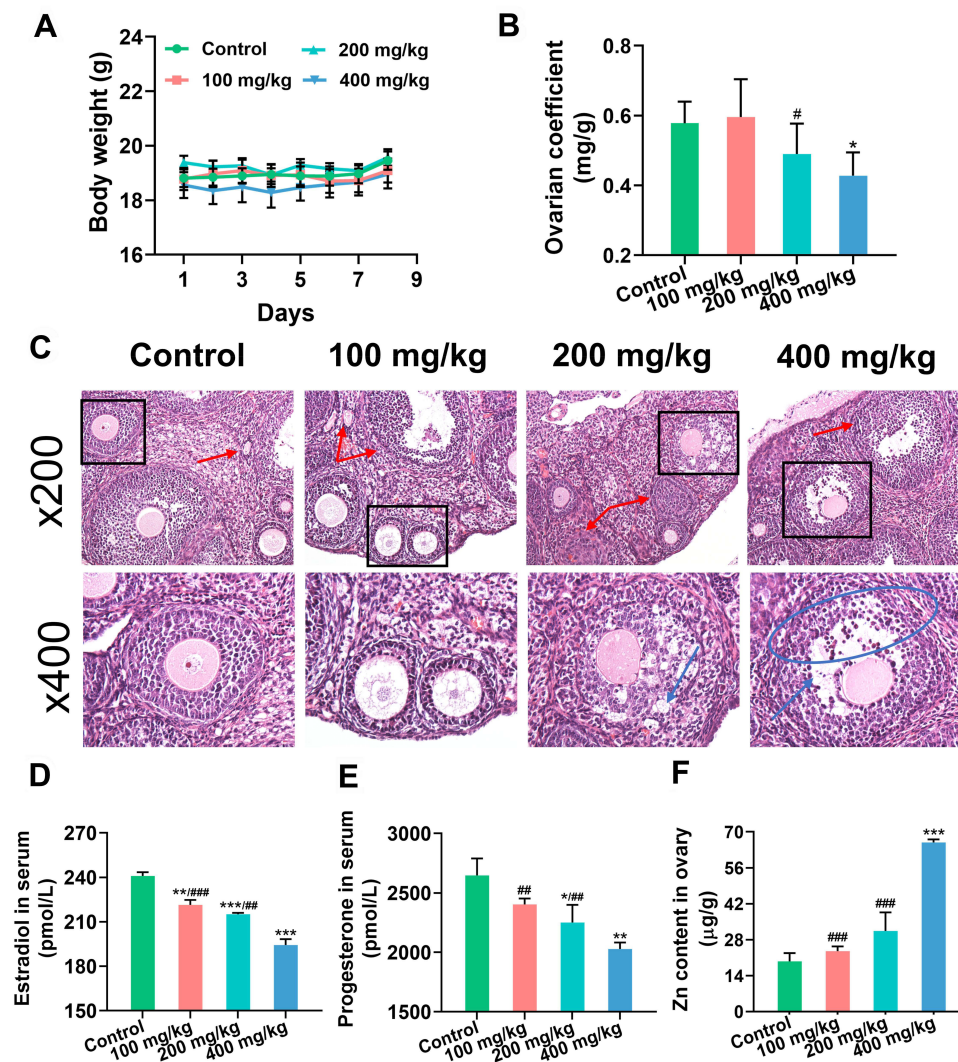 A
Body weight (g)
24
22
20
18
16
Control
100 mg/kg
200 mg/kg
400 mg/kg
1 3 5 7 9
Days
B
Ovarian coefficient
(mg/g)
0.8
0.6
0.4
0.2
#
*
Control
100 mg/kg
200 mg/kg
400 mg/kg
C
Control
100 mg/kg
200 mg/kg
400 mg/kg
x200
x400
D
Estradiol in serum
(pmol/L)
270
240
210
180
150
**/###
***/##
***
Control
100 mg/kg
200 mg/kg
400 mg/kg
E
Progesterone in serum
(pmol/L)
3000
2500
2000
1500
##
*/##
**
Control
100 mg/kg
200 mg/kg
400 mg/kg
F
Zn content in ovary
(μg/g)
70
56
42
28
14
0
###
###
***
Control
100 mg/kg
200 mg/kg
400 mg/kg